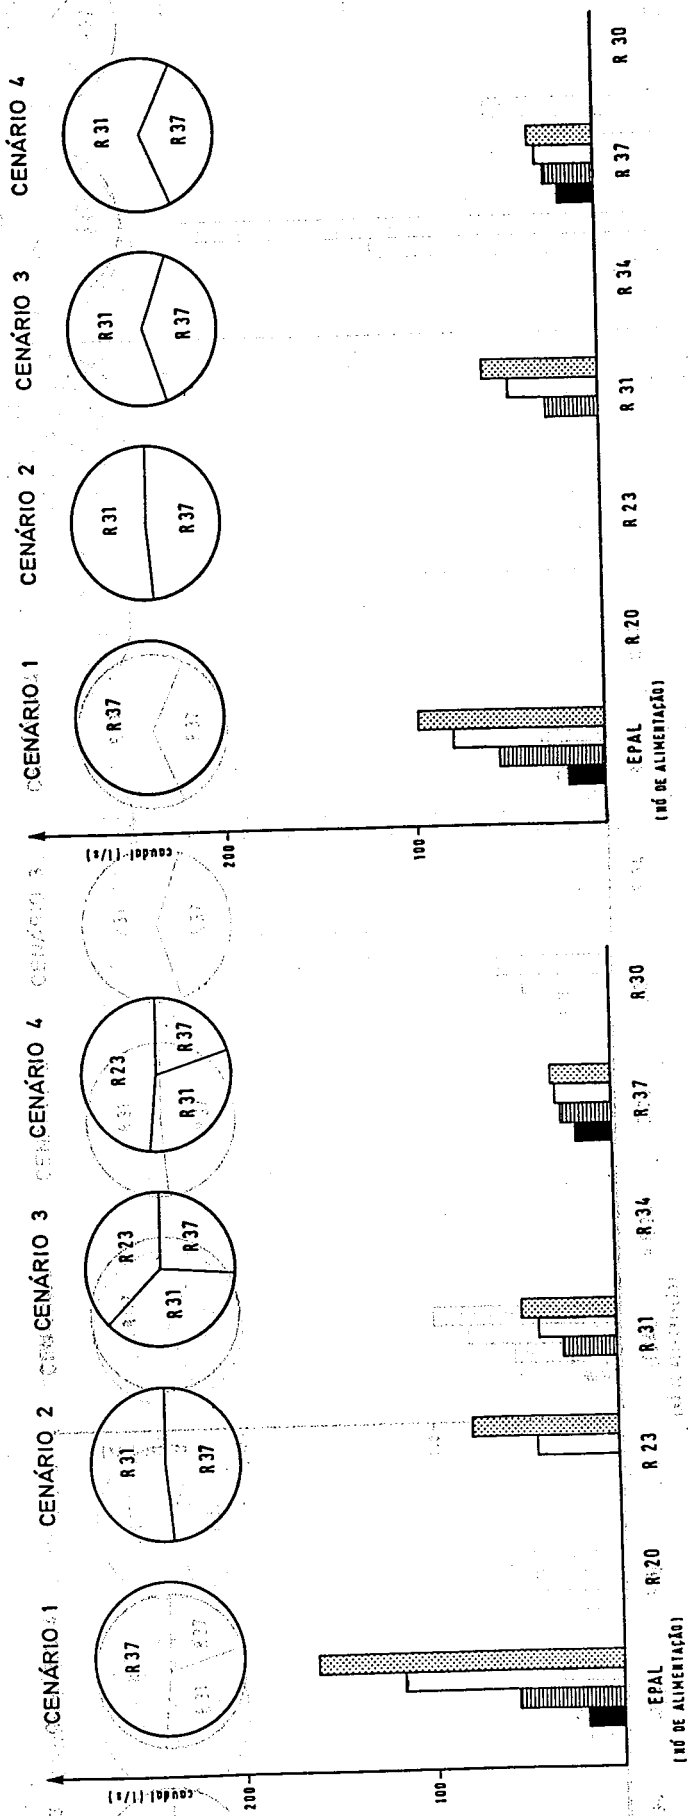 CENÁRIO 1
CENÁRIO 2
CENÁRIO 3
CENÁRIO 4
R 37
R 31
R 37
R 23
R 31
R 37
R 23
R 31
R 37
caudal (l/s)
200
100
EPAL
(NÓ DE ALIMENTAÇÃO)
R 20
R 23
R 31
R 34
R 37
R 30
CENÁRIO 1
CENÁRIO 2
CENÁRIO 3
CENÁRIO 4
R 37
R 31
R 37
R 31
R 37
R 31
R 37
caudal (l/s)
200
100
EPAL
(NÓ DE ALIMENTAÇÃO)
R 20
R 23
R 31
R 34
R 37
R 30